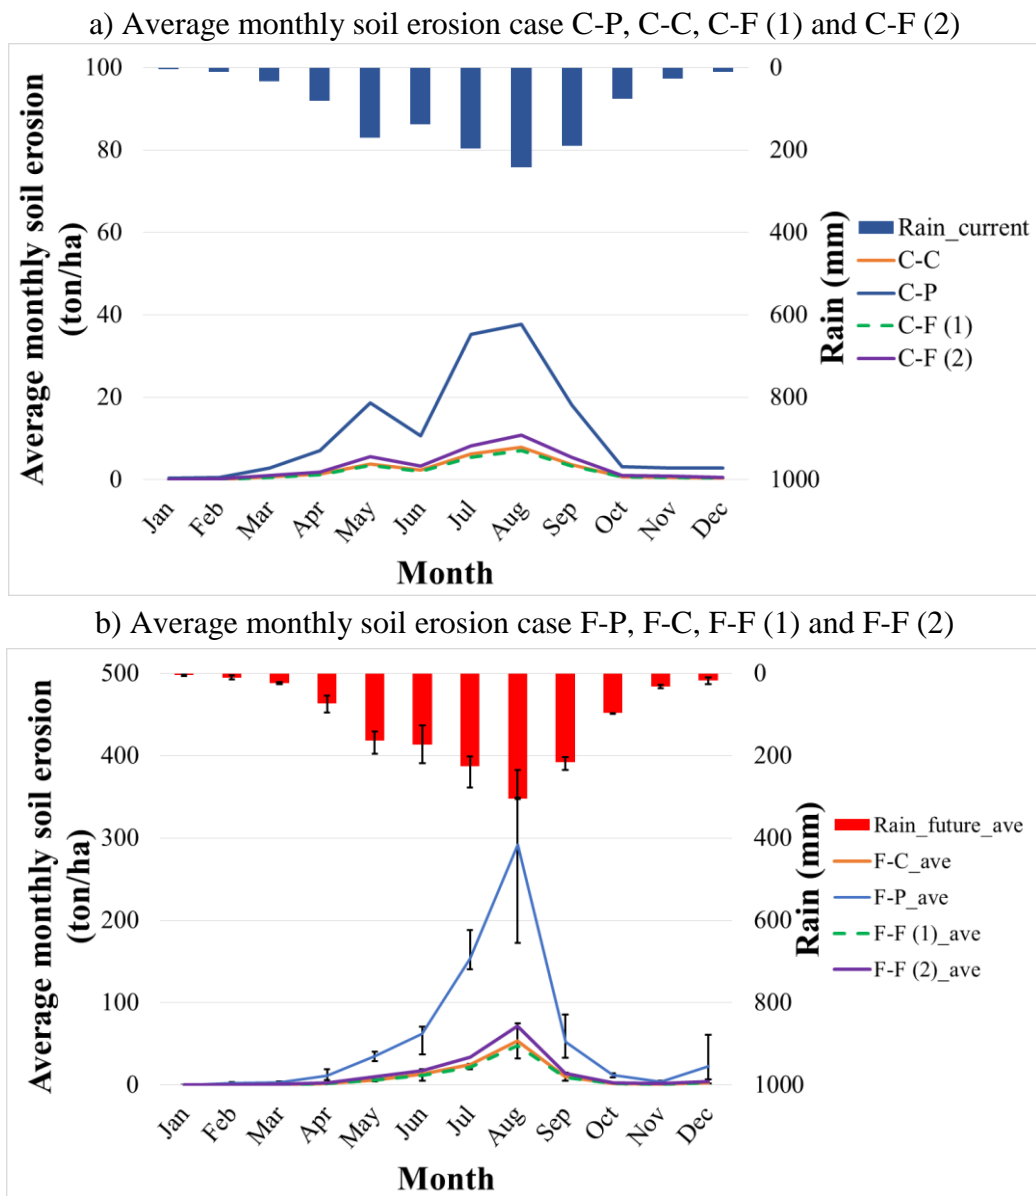 a) Average monthly soil erosion case C-P, C-C, C-F (1) and C-F (2)
100
80
60
40
20
0
0
200
400
600
800
1000
Average monthly soil erosion
(ton/ha)
Rain (mm)
Rain_current
C-C
C-P
C-F (1)
C-F (2)
Jan
Feb
Mar
Apr
May
Jun
Jul
Aug
Sep
Oct
Nov
Dec
Month
b) Average monthly soil erosion case F-P, F-C, F-F (1) and F-F (2)
500
400
300
200
100
0
0
200
400
600
800
1000
Average monthly soil erosion
(ton/ha)
Rain (mm)
Rain_future_ave
F-C_ave
F-P_ave
F-F (1)_ave
F-F (2)_ave
Jan
Feb
Mar
Apr
May
Jun
Jul
Aug
Sep
Oct
Nov
Dec
Month